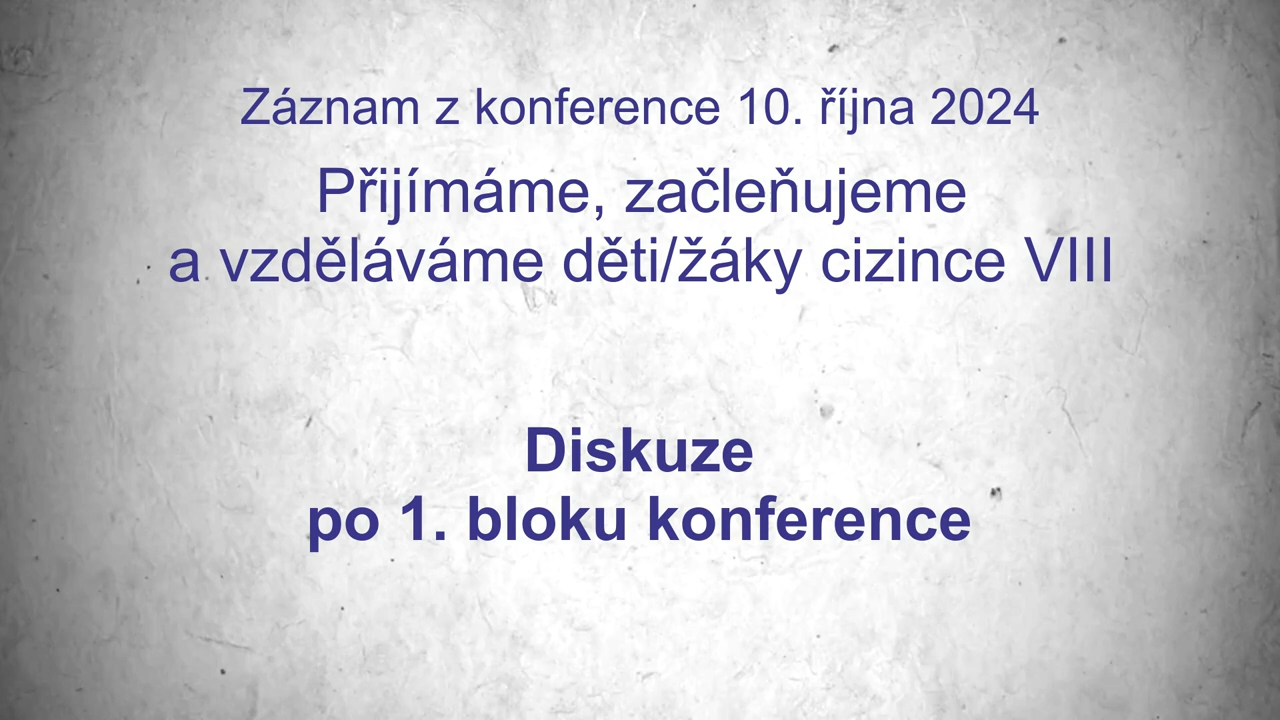 Záznam z konference 10. října 2024
Přijímáme, začleňujeme
a vzděláváme děti/žáky cizince VIII
Diskuze
po 1. bloku konference